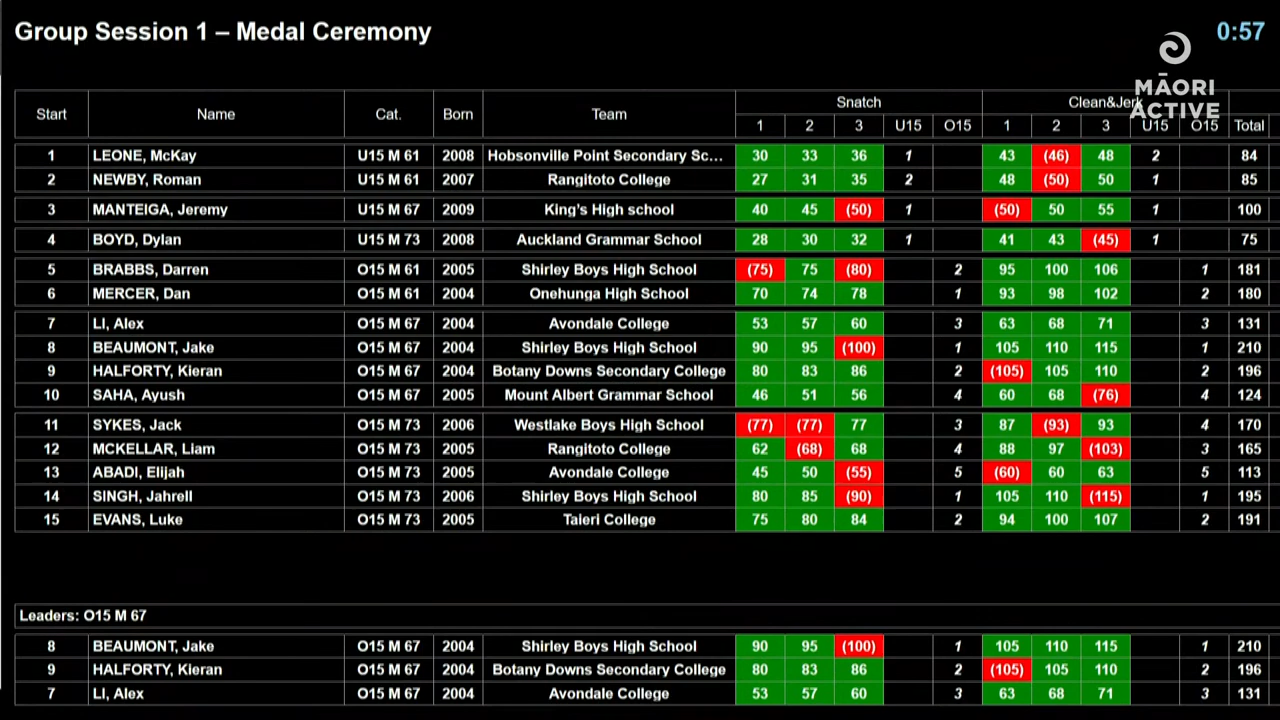 Group Session 1 – Medal Ceremony
0:57
MĀORI
ACTIVE
Start Name Cat. Born Team Snatch Clean&Jerk
1 2 3 U15 O15 1 2 3 U15 O15 Total
1 LEONE, McKay U15 M 61 2008 Hobsonville Point Secondary Sc... 30 33 36 1 43 (46) 48 2 84
2 NEWBY, Roman U15 M 61 2007 Rangitoto College 27 31 35 2 48 (50) 50 1 85
3 MANTEIGA, Jeremy U15 M 67 2009 King's High school 40 45 (50) 1 (50) 50 55 1 100
4 BOYD, Dylan U15 M 73 2008 Auckland Grammar School 28 30 32 1 41 43 (45) 1 75
5 BRABBS, Darren O15 M 61 2005 Shirley Boys High School (75) 75 (80) 2 95 100 106 1 181
6 MERCER, Dan O15 M 61 2004 Onehunga High School 70 74 78 1 93 98 102 2 180
7 LI, Alex O15 M 67 2004 Avondale College 53 57 60 3 63 68 71 3 131
8 BEAUMONT, Jake O15 M 67 2004 Shirley Boys High School 90 95 (100) 1 105 110 115 1 210
9 HALFORTY, Kieran O15 M 67 2004 Botany Downs Secondary College 80 83 86 2 (105) 105 110 2 196
10 SAHA, Ayush O15 M 67 2004 Mount Albert Grammar School 46 51 56 4 60 68 (76) 4 124
11 SYKES, Jack O15 M 73 2006 Westlake Boys High School (77) (77) 77 3 87 (93) 93 4 170
12 MCKELLAR, Liam O15 M 73 2005 Rangitoto College 62 (68) 68 4 88 97 (103) 3 165
13 ABADI, Elijah O15 M 73 2005 Avondale College 45 50 (55) 5 (60) 60 63 5 113
14 SINGH, Jahrell O15 M 73 2006 Shirley Boys High School 80 85 (90) 1 105 110 (115) 1 195
15 EVANS, Luke O15 M 73 2005 Taieri College 75 80 84 2 94 100 107 2 191
Leaders: O15 M 67
8 BEAUMONT, Jake O15 M 67 2004 Shirley Boys High School 90 95 (100) 1 105 110 115 1 210
9 HALFORTY, Kieran O15 M 67 2004 Botany Downs Secondary College 80 83 86 2 (105) 105 110 2 196
7 LI, Alex O15 M 67 2004 Avondale College 53 57 60 3 63 68 71 3 131